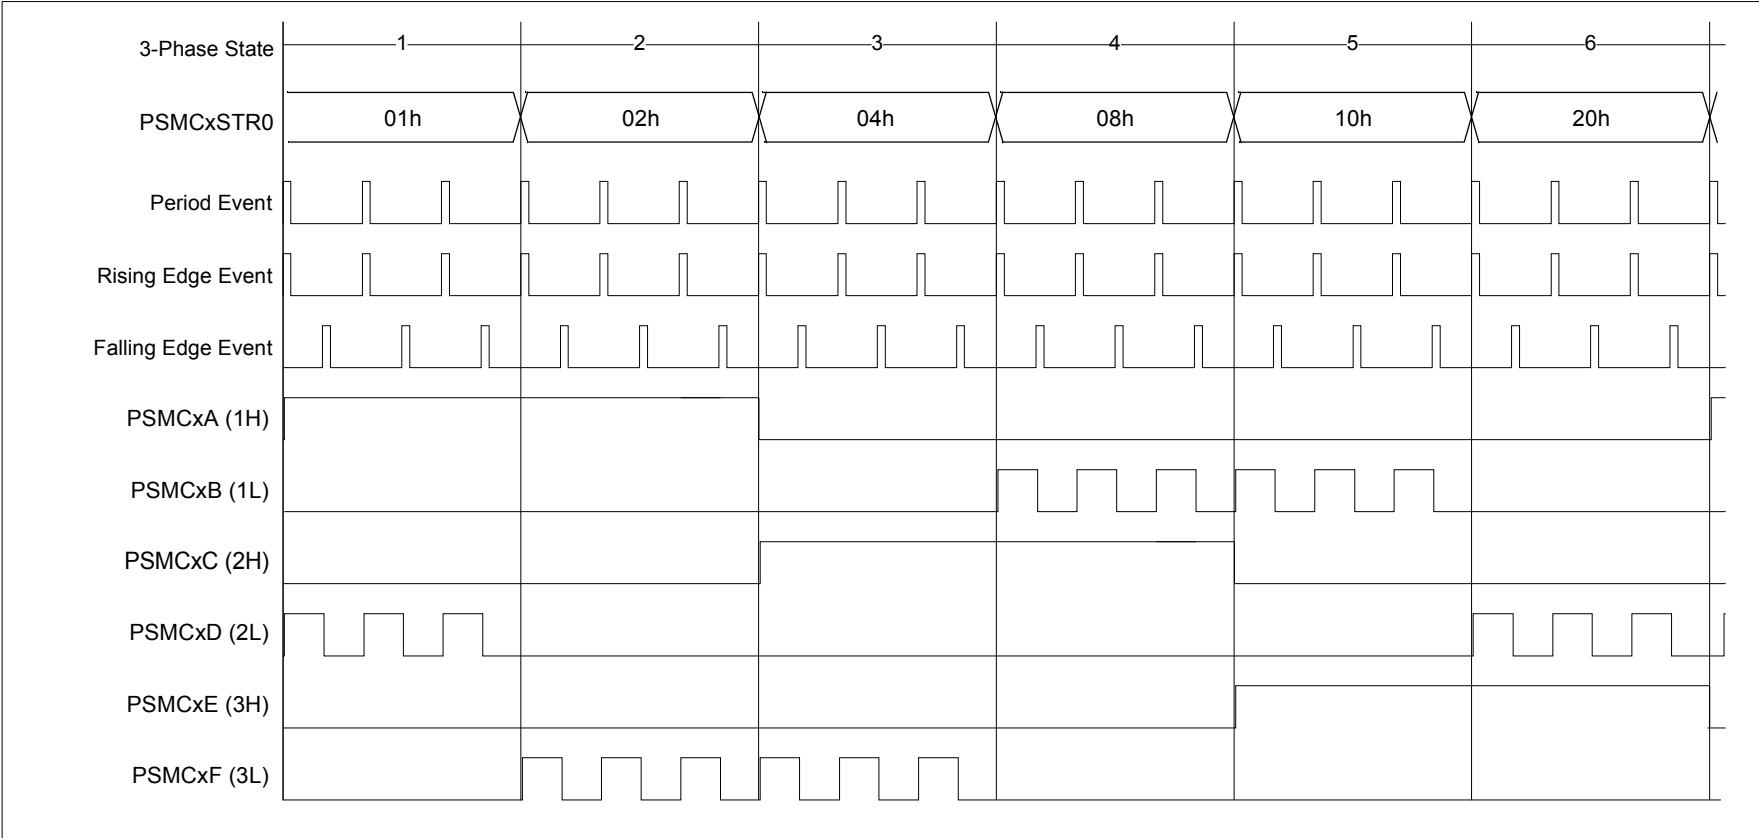 3-Phase State 1 2 3 4 5 6
PSMCxSTR0 01h 02h 04h 08h 10h 20h
Period Event
Rising Edge Event
Falling Edge Event
PSMCxA (1H)
PSMCxB (1L)
PSMCxC (2H)
PSMCxD (2L)
PSMCxE (3H)
PSMCxF (3L)